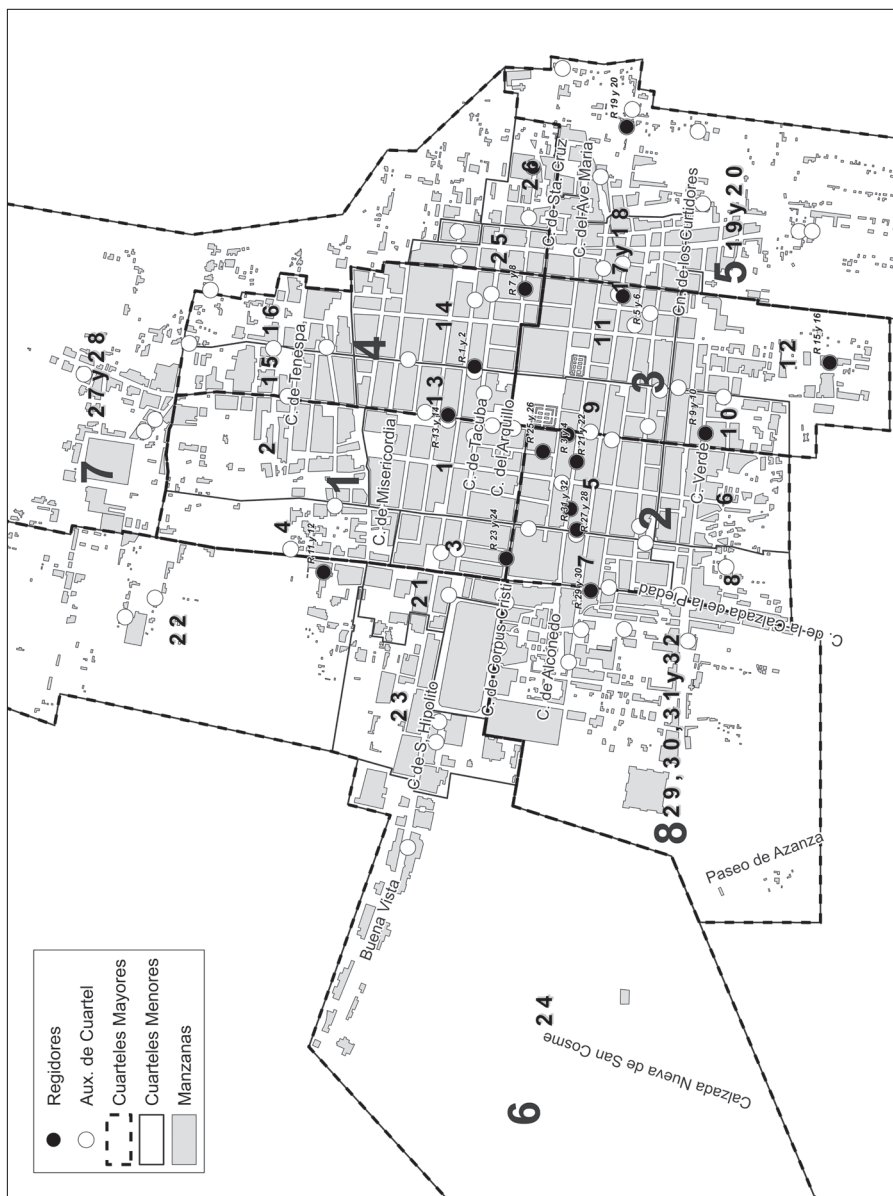 Regidores
Aux. de Cuartel
Cuarteles Mayores
Cuarteles Menores
Manzanas
6
24
Calzada Nueva de San Cosme
Buena Vista
Paseo de Azanza
8
29, 30, 31 y 32
C. de la Calzada de la Piedad
C. de Alconedo
C. de Corpus Cristi
C. de S. Hipolito
23
21
22
R 11 y 12
4
3
R 23 y 24
R 29 y 30
7
8
2
6
5
R 27 y 28
R 31 y 32
R 21 y 22
R 3 y 4
R 25 y 26
1
1
2
C. de Misericordia
C. de Tacuba
C. del Arquillo
C. Verde
7
27 y 28
15
16
C. de Tenespa
4
13
14
R 13 y 14
R 1 y 2
R 7 y 8
9
10
R 9 y 10
3
11
12
R 15 y 16
R 5 y 6
17 y 18
Cn. de los Curtidores
5
19 y 20
R 19 y 20
25
26
C. de Sta. Cruz
C. del Ave Maria